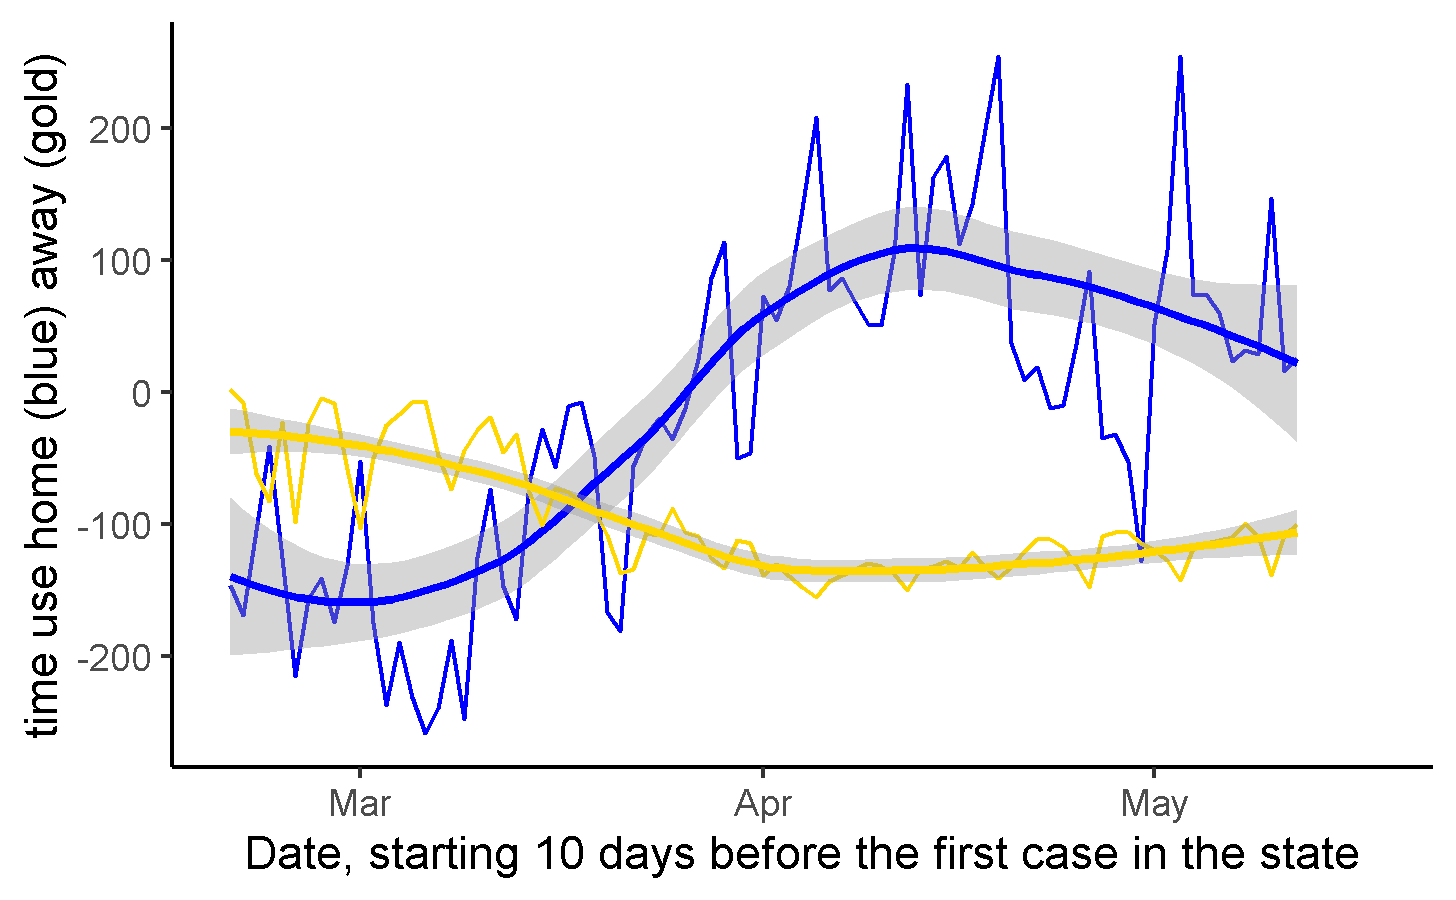 time use home (blue) away (gold)
200
100
0
-100
-200
Mar Apr May
Date, starting 10 days before the first case in the state